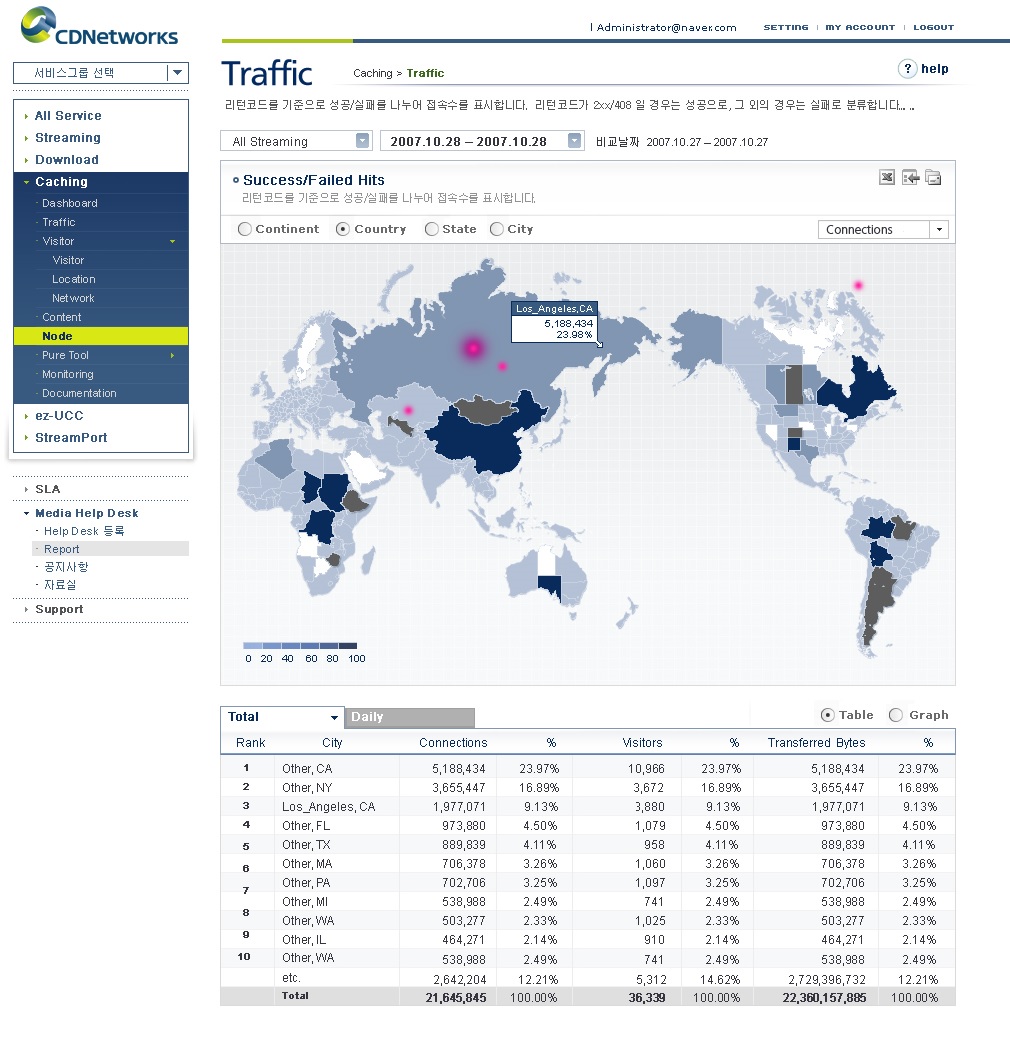 CDNetworks
Administrator@naver.com SETTING MY ACCOUNT LOGOUT
서비스그룹 선택
All Service
Streaming
Download
Caching
Dashboard
Traffic
Visitor
Visitor
Location
Network
Content
Node
Pure Tool
Monitoring
Documentation
ez-UCC
StreamPort
SLA
Media Help Desk
Help Desk 등록
Report
공지사항
자료실
Support
Traffic
Caching > Traffic
? help
리턴코드를 기준으로 성공/실패를 나누어 접속수를 표시합니다. 리턴코드가 2xx/408 일 경우는 성공으로, 그 외의 경우는 실패로 분류합니다... ..
All Streaming 2007.10.28 – 2007.10.28 비교날짜 2007.10.27 – 2007.10.27
Success/Failed Hits
리턴코드를 기준으로 성공/실패를 나누어 접속수를 표시합니다.
Continent Country State City Connections
Los_Angeles,CA
5,188,434
23.98%
0 20 40 60 80 100
Total Daily Table Graph
Rank City Connections % Visitors % Transferred Bytes %
1 Other, CA 5,188,434 23.97% 10,966 23.97% 5,188,434 23.97%
2 Other, NY 3,655,447 16.89% 3,672 16.89% 3,655,447 16.89%
3 Los_Angeles, CA 1,977,071 9.13% 3,880 9.13% 1,977,071 9.13%
4 Other, FL 973,880 4.50% 1,079 4.50% 973,880 4.50%
5 Other, TX 889,839 4.11% 958 4.11% 889,839 4.11%
6 Other, MA 706,378 3.26% 1,060 3.26% 706,378 3.26%
7 Other, PA 702,706 3.25% 1,097 3.25% 702,706 3.25%
8 Other, MI 538,988 2.49% 741 2.49% 538,988 2.49%
9 Other, WA 503,277 2.33% 1,025 2.33% 503,277 2.33%
10 Other, IL 464,271 2.14% 910 2.14% 464,271 2.14%
Other, WA 538,988 2.49% 741 2.49% 538,988 2.49%
etc. 2,642,204 12.21% 5,312 14.62% 2,729,396,732 12.21%
Total 21,645,845 100.00% 36,339 100.00% 22,360,157,885 100.00%